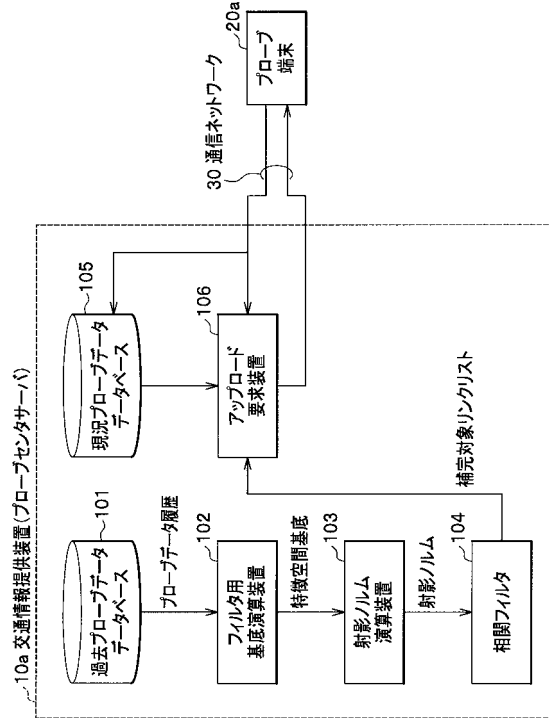 10a 交通情報提供装置(プローブセンタサーバ)
101
過去プローブデータ
データベース
プローブデータ履歴
102
フィルタ用
基底演算装置
特徴空間基底
103
射影ノルム
演算装置
射影ノルム
104
相関フィルタ
補完対象リンクリスト
105
現況プローブデータ
データベース
106
アップロード
要求装置
30 通信ネットワーク
20a
プローブ
端末